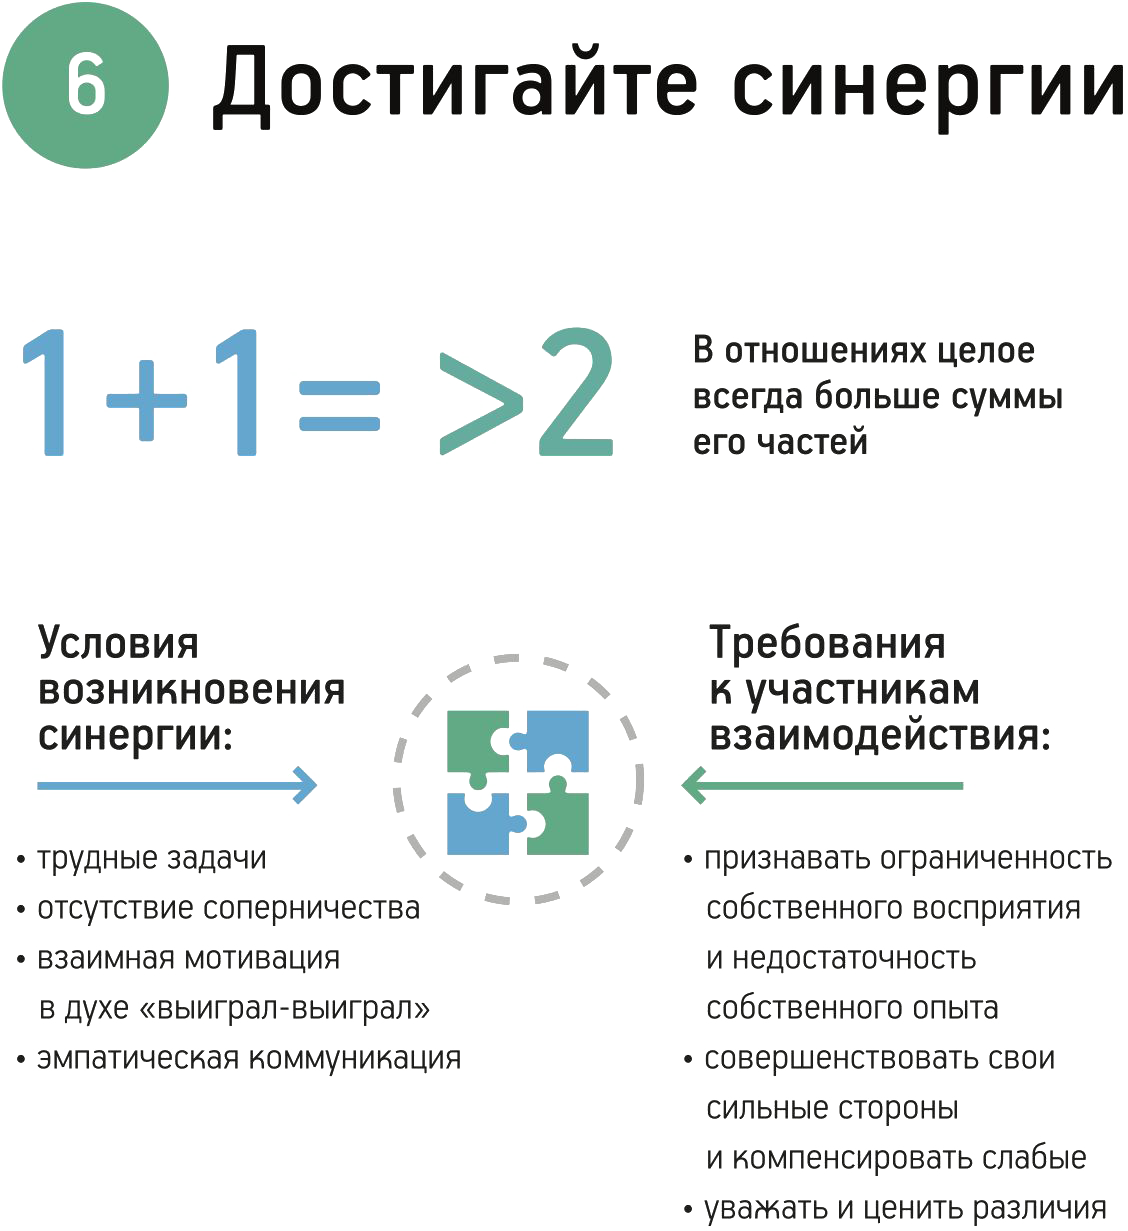 6
Достигайте синергии
1+1= >2
В отношениях целое
всегда больше суммы
его частей
Условия
возникновения
синергии:
• трудные задачи
• отсутствие соперничества
• взаимная мотивация
в духе «выиграл-выиграл»
• эмпатическая коммуникация
Требования
к участникам
взаимодействия:
• признавать ограниченность
собственного восприятия
и недостаточность
собственного опыта
• совершенствовать свои
сильные стороны
и компенсировать слабые
• уважать и ценить различия